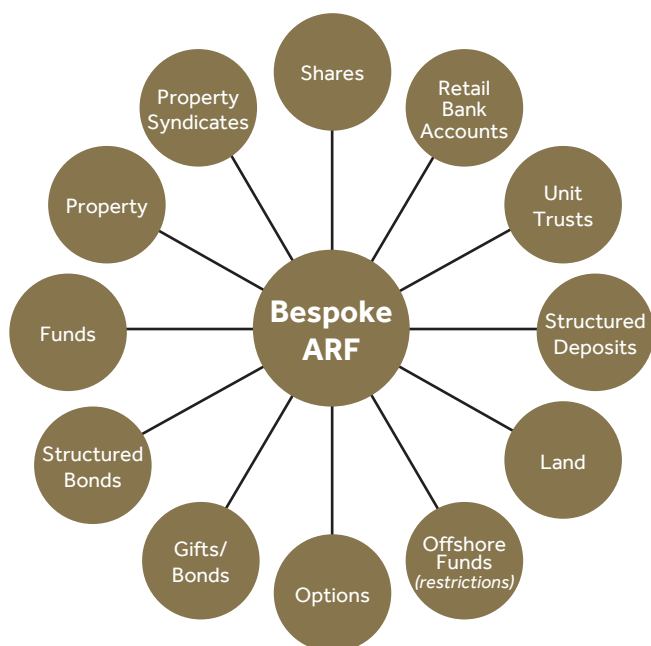 Shares
Property
Syndicates
Retail
Bank
Accounts
Property
Unit
Trusts
Bespoke
ARF
Funds
Structured
Deposits
Structured
Bonds
Land
Gifts/
Bonds
Offshore
Funds
(restrictions)
Options